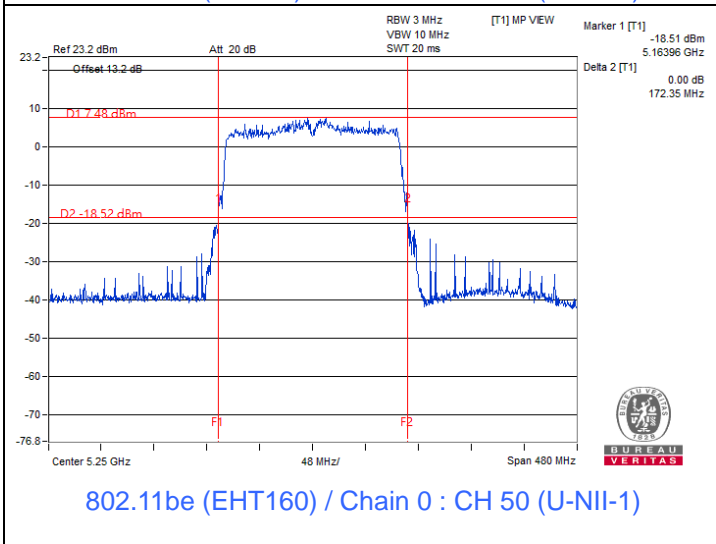 RBW 3 MHz [T1] MP VIEW
VBW 10 MHz
Ref 23.2 dBm Att 20 dB SWT 20 ms
Marker 1 [T1]
-18.51 dBm
5.16396 GHz
Delta 2 [T1]
0.00 dB
172.35 MHz
23.2
Offset 13.2 dB
10
D1 7.48 dBm
0
-10
1
2
-20
D2 -18.52 dBm
-30
-40
-50
-60
-70
F1
F2
-76.8
Center 5.25 GHz 48 MHz/ Span 480 MHz
BUREAU VERITAS
1828
BUREAU
VERITAS
802.11be (EHT160) / Chain 0 : CH 50 (U-NII-1)